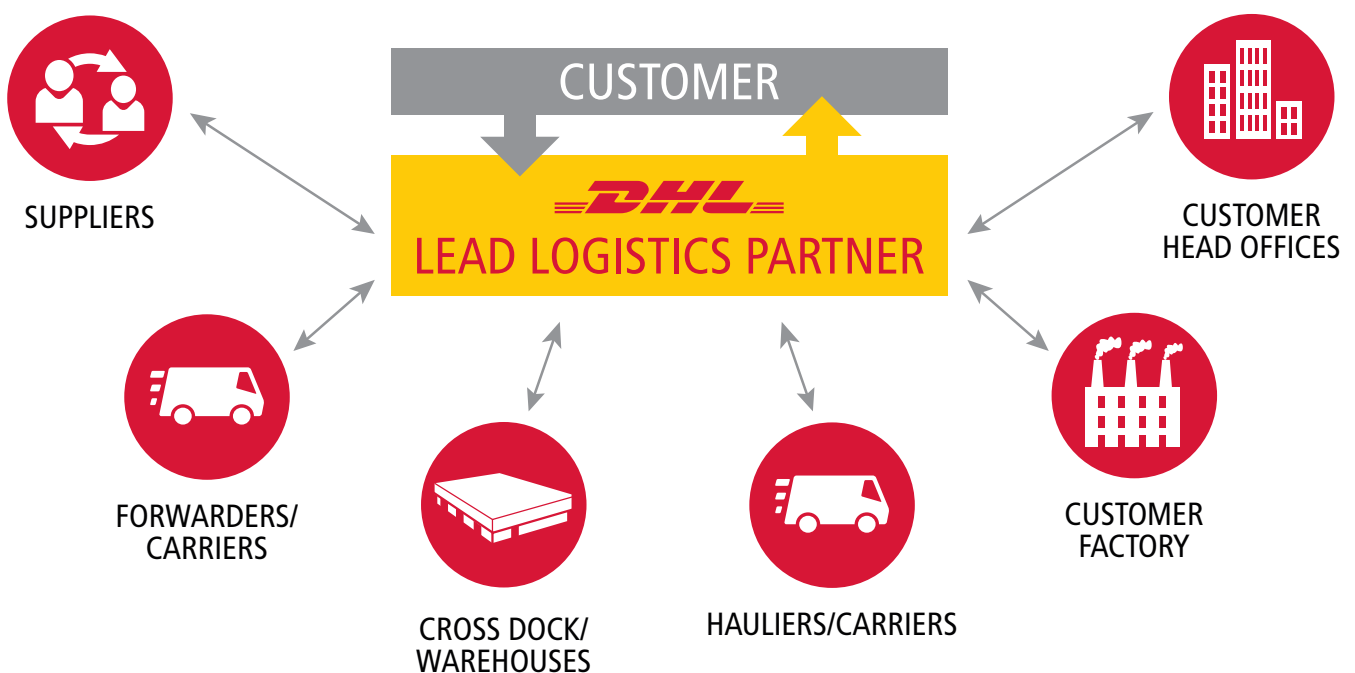 CUSTOMER
DHL
LEAD LOGISTICS PARTNER
SUPPLIERS
CUSTOMER
HEAD OFFICES
FORWARDERS/
CARRIERS
CUSTOMER
FACTORY
CROSS DOCK/
WAREHOUSES
HAULIERS/CARRIERS